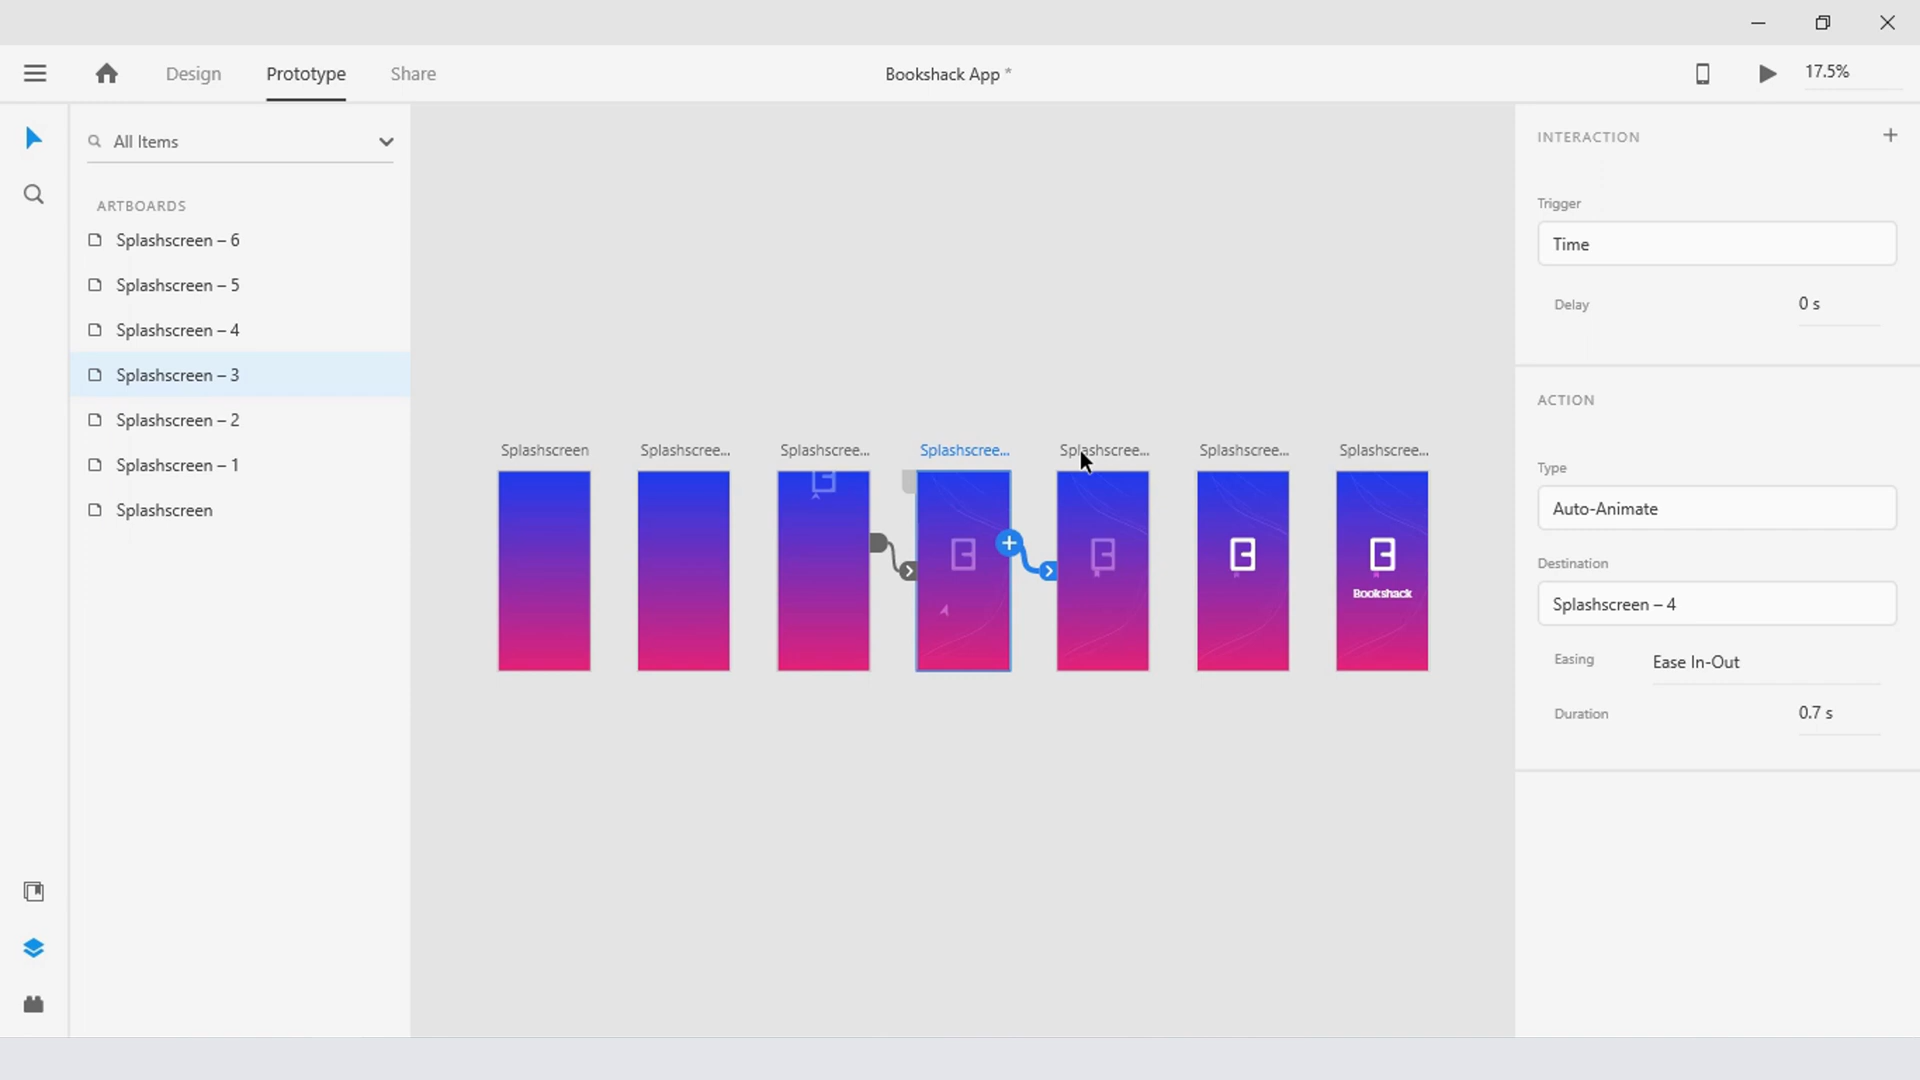 Design
Prototype
Share
Bookshack App *
17.5%
All Items
ARTBOARDS
Splashscreen – 6
Splashscreen – 5
Splashscreen – 4
Splashscreen – 3
Splashscreen – 2
Splashscreen – 1
Splashscreen
Splashscreen
Splashscree...
Splashscree...
Splashscree...
Splashscree...
Splashscree...
Splashscree...
Bookshack
INTERACTION
Trigger
Time
Delay
0 s
ACTION
Type
Auto-Animate
Destination
Splashscreen – 4
Easing
Ease In-Out
Duration
0.7 s